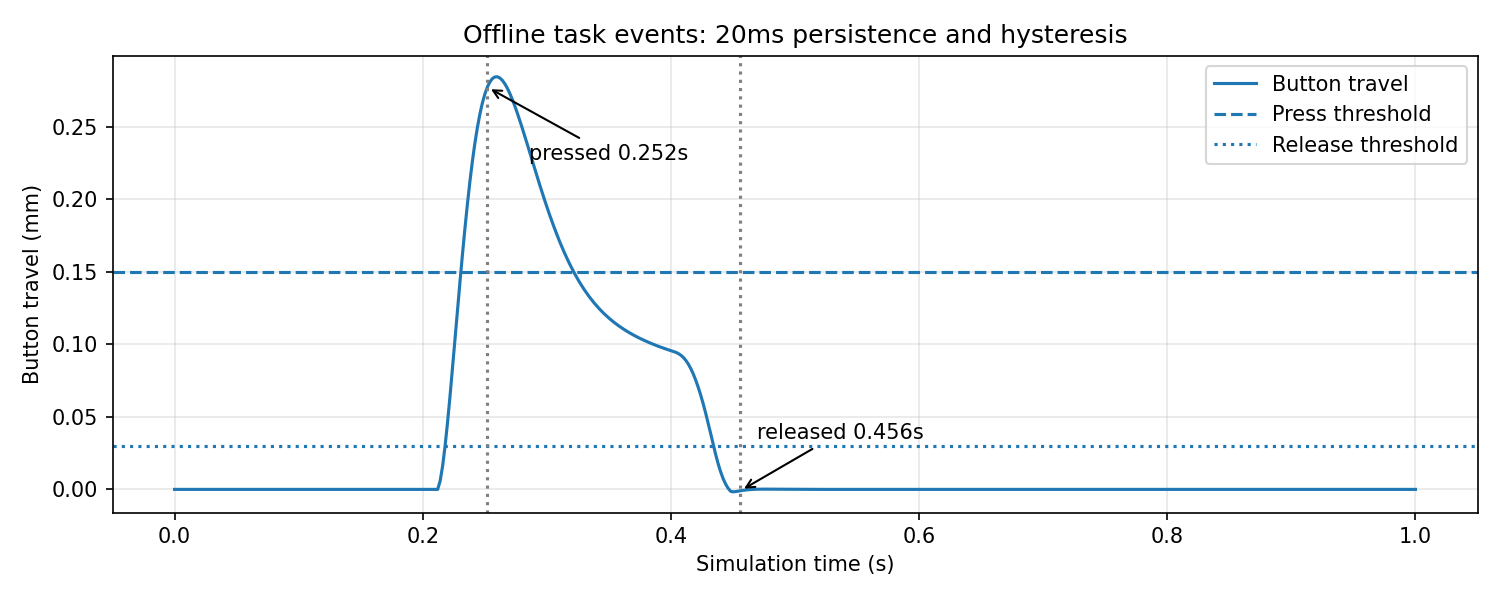 Offline task events: 20ms persistence and hysteresis
Button travel
Press threshold
Release threshold
pressed 0.252s
released 0.456s
Button travel (mm)
0.25
0.20
0.15
0.10
0.05
0.00
0.0 0.2 0.4 0.6 0.8 1.0
Simulation time (s)